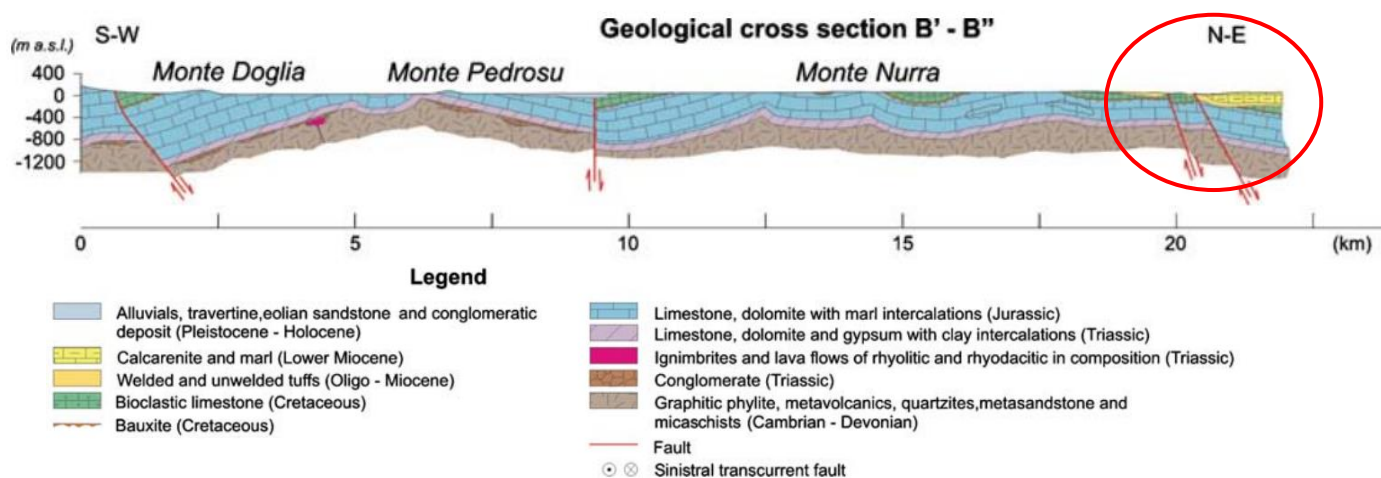 Geological cross section B' - B"
(m a.s.l.)
S-W
N-E
Monte Doglia
Monte Pedrosu
Monte Nurra
400
0
-400
-800
-1200
0
5
10
15
20
(km)
Legend
Alluvials, travertine,eolian sandstone and conglomeratic
deposit (Pleistocene - Holocene)
Calcarenite and marl (Lower Miocene)
Welded and unwelded tuffs (Oligo - Miocene)
Bioclastic limestone (Cretaceous)
Bauxite (Cretaceous)
Limestone, dolomite with marl intercalations (Jurassic)
Limestone, dolomite and gypsum with clay intercalations (Triassic)
Ignimbrites and lava flows of rhyolitic and rhyodacitic in composition (Triassic)
Conglomerate (Triassic)
Graphitic phylite, metavolcanics, quartzites,metasandstone and
micaschists (Cambrian - Devonian)
Fault
Sinistral transcurrent fault